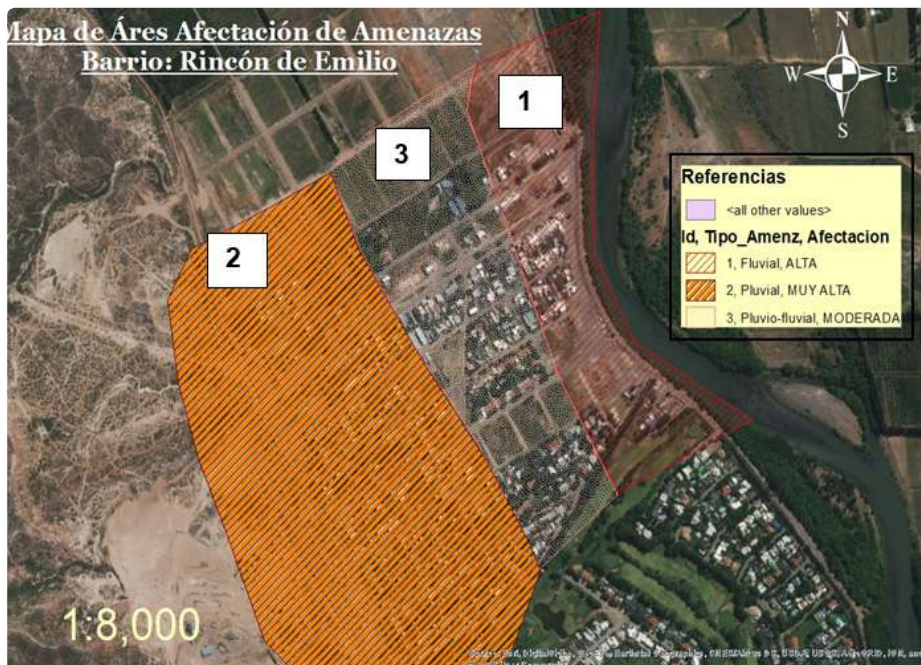 Mapa de Áres Afectación de Amenazas
Barrio: Rincón de Emilio
N
W
E
S
1
3
2
Referencias
<all other values>
Id, Tipo_Amenz, Afectacion
1, Fluvial, ALTA
2, Pluvial, MUY ALTA
3, Pluvio-fluvial, MODERADA
1:8,000